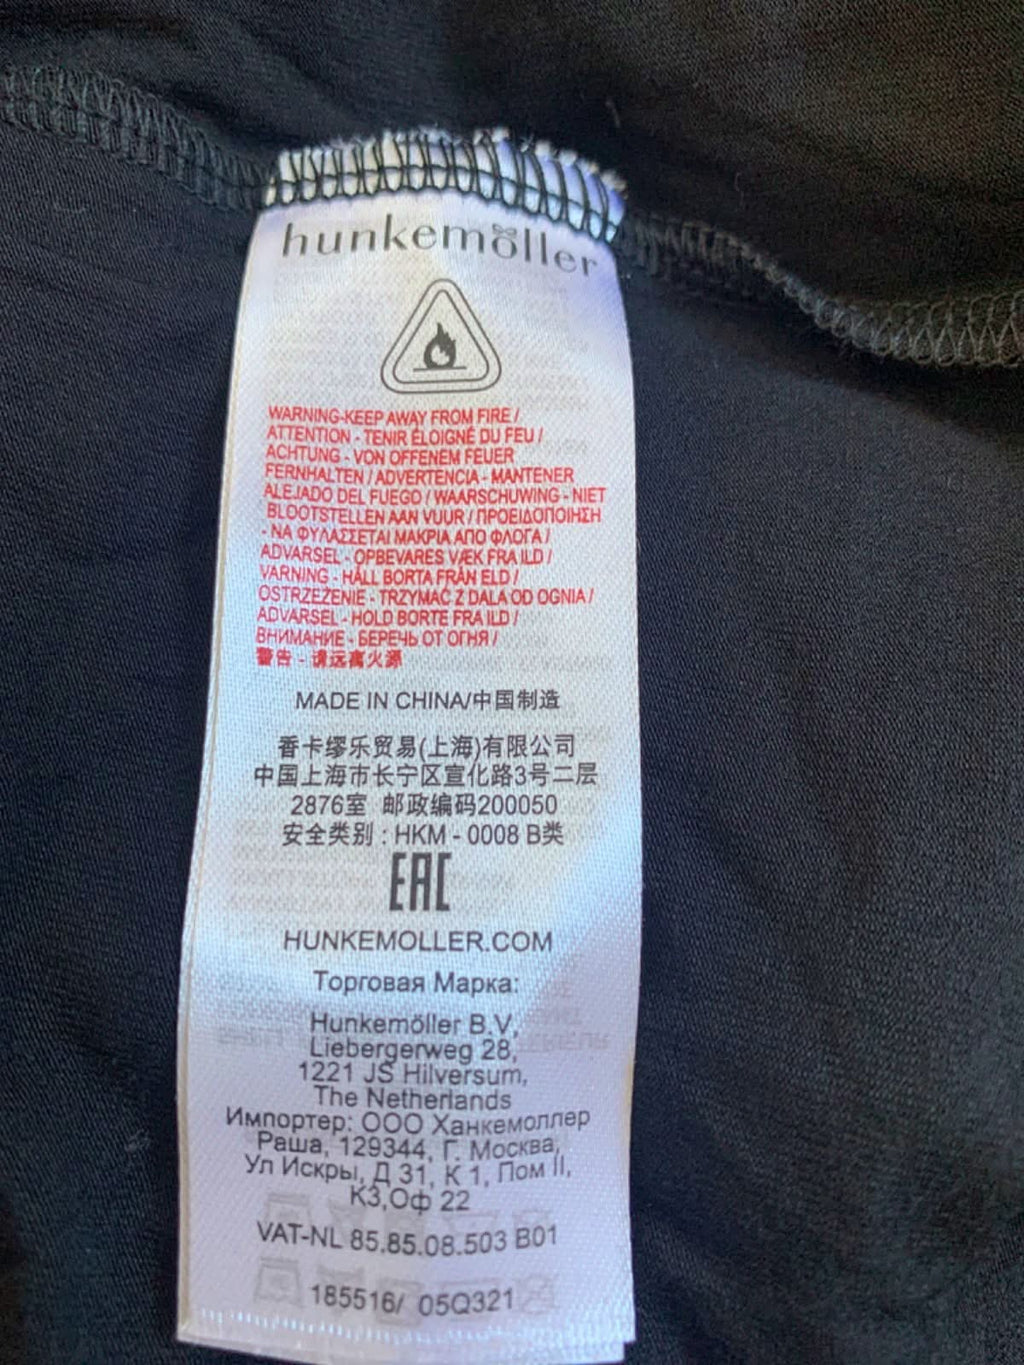 hunkemöller
WARNING-KEEP AWAY FROM FIRE /
ATTENTION - TENIR ÉLOIGNÉ DU FEU /
ACHTUNG - VON OFFENEM FEUER
FERNHALTEN / ADVERTENCIA - MANTENER
ALEJADO DEL FUEGO / WAARSCHUWING - NIET
BLOOTSTELLEN AAN VUUR / ΠΡΟΕΙΔΟΠΟΙΗΣΗ
- ΝΑ ΦΥΛΑΣΣΕΤΑΙ ΜΑΚΡΙΑ ΑΠΟ ΦΛΟΓΑ /
ADVARSEL - OPBEVARES VÆK FRA ILD /
VARNING - HÅLL BORTA FRÅN ELD /
OSTRZEŻENIE - TRZYMAĆ Z DALA OD OGNIA /
ADVARSEL - HOLD BORTE FRA ILD /
ВНИМАНИЕ - БЕРЕЧЬ ОТ ОГНЯ /
警告 - 请远离火源
MADE IN CHINA/中国制造
香卡缪乐贸易(上海)有限公司
中国上海市长宁区宣化路3号二层
2876室 邮政编码200050
安全类别 : HKM - 0008 B类
EAC
HUNKEMOLLER.COM
Торговая Марка:
Hunkemöller B.V,
Liebergerweg 28,
1221 JS Hilversum,
The Netherlands
Импортер: ООО Ханкемоллер
Раша, 129344, Г. Москва,
Ул Искры, Д 31, К 1, Пом II,
К3,Оф 22
VAT-NL 85.85.08.503 B01
185516/ 05Q321